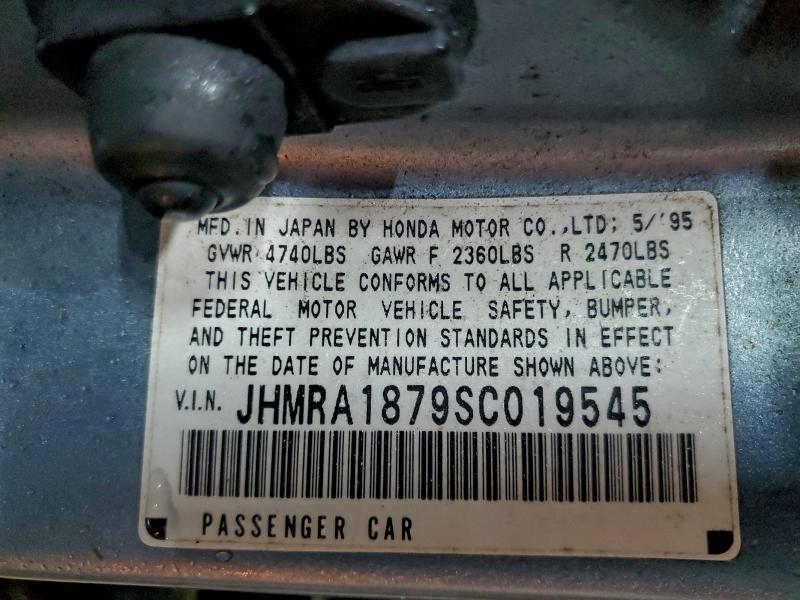 MFD. IN JAPAN BY HONDA MOTOR CO.,LTD; 5/'95
GVWR 4740LBS GAWR F 2360LBS R 2470LBS
THIS VEHICLE CONFORMS TO ALL APPLICABLE
FEDERAL MOTOR VEHICLE SAFETY, BUMPER,
AND THEFT PREVENTION STANDARDS IN EFFECT
ON THE DATE OF MANUFACTURE SHOWN ABOVE:
V.I.N. JHMRA1879SC019545
PASSENGER CAR